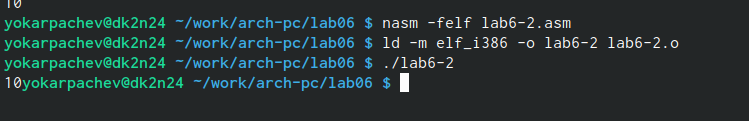 10
yokarpachev@dk2n24 ~/work/arch-pc/lab06 $ nasm -felf lab6-2.asm
yokarpachev@dk2n24 ~/work/arch-pc/lab06 $ ld -m elf_i386 -o lab6-2 lab6-2.o
yokarpachev@dk2n24 ~/work/arch-pc/lab06 $ ./lab6-2
10yokarpachev@dk2n24 ~/work/arch-pc/lab06 $